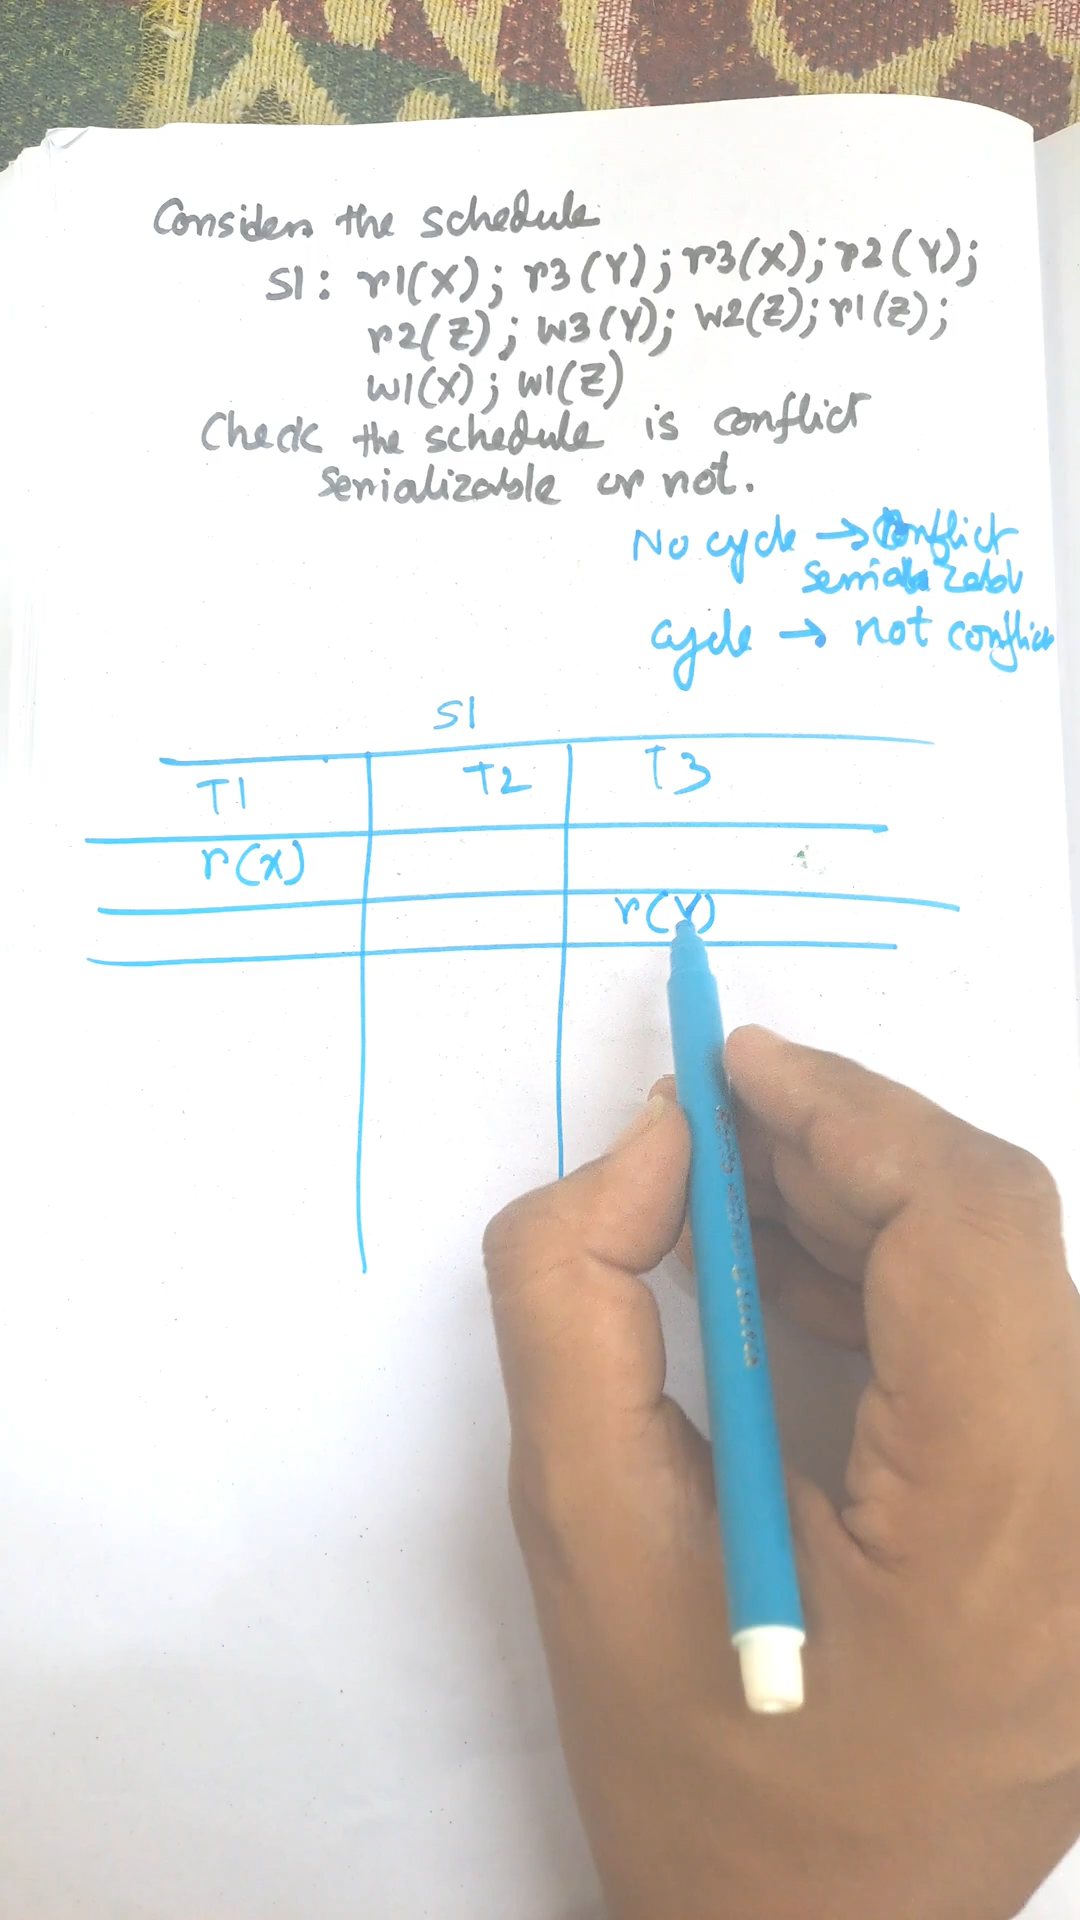 Consider the schedule
S1: r1(X); r3(Y); r3(X); r2(Y);
r2(Z); w3(Y); w2(Z); r1(Z);
w1(X); w1(Z)
Check the schedule is conflict
serializable or not.
No cycle → Conflict
Serializabl
cycle → not conflict
S1
T1 T2 T3
r(X)
r(Y)